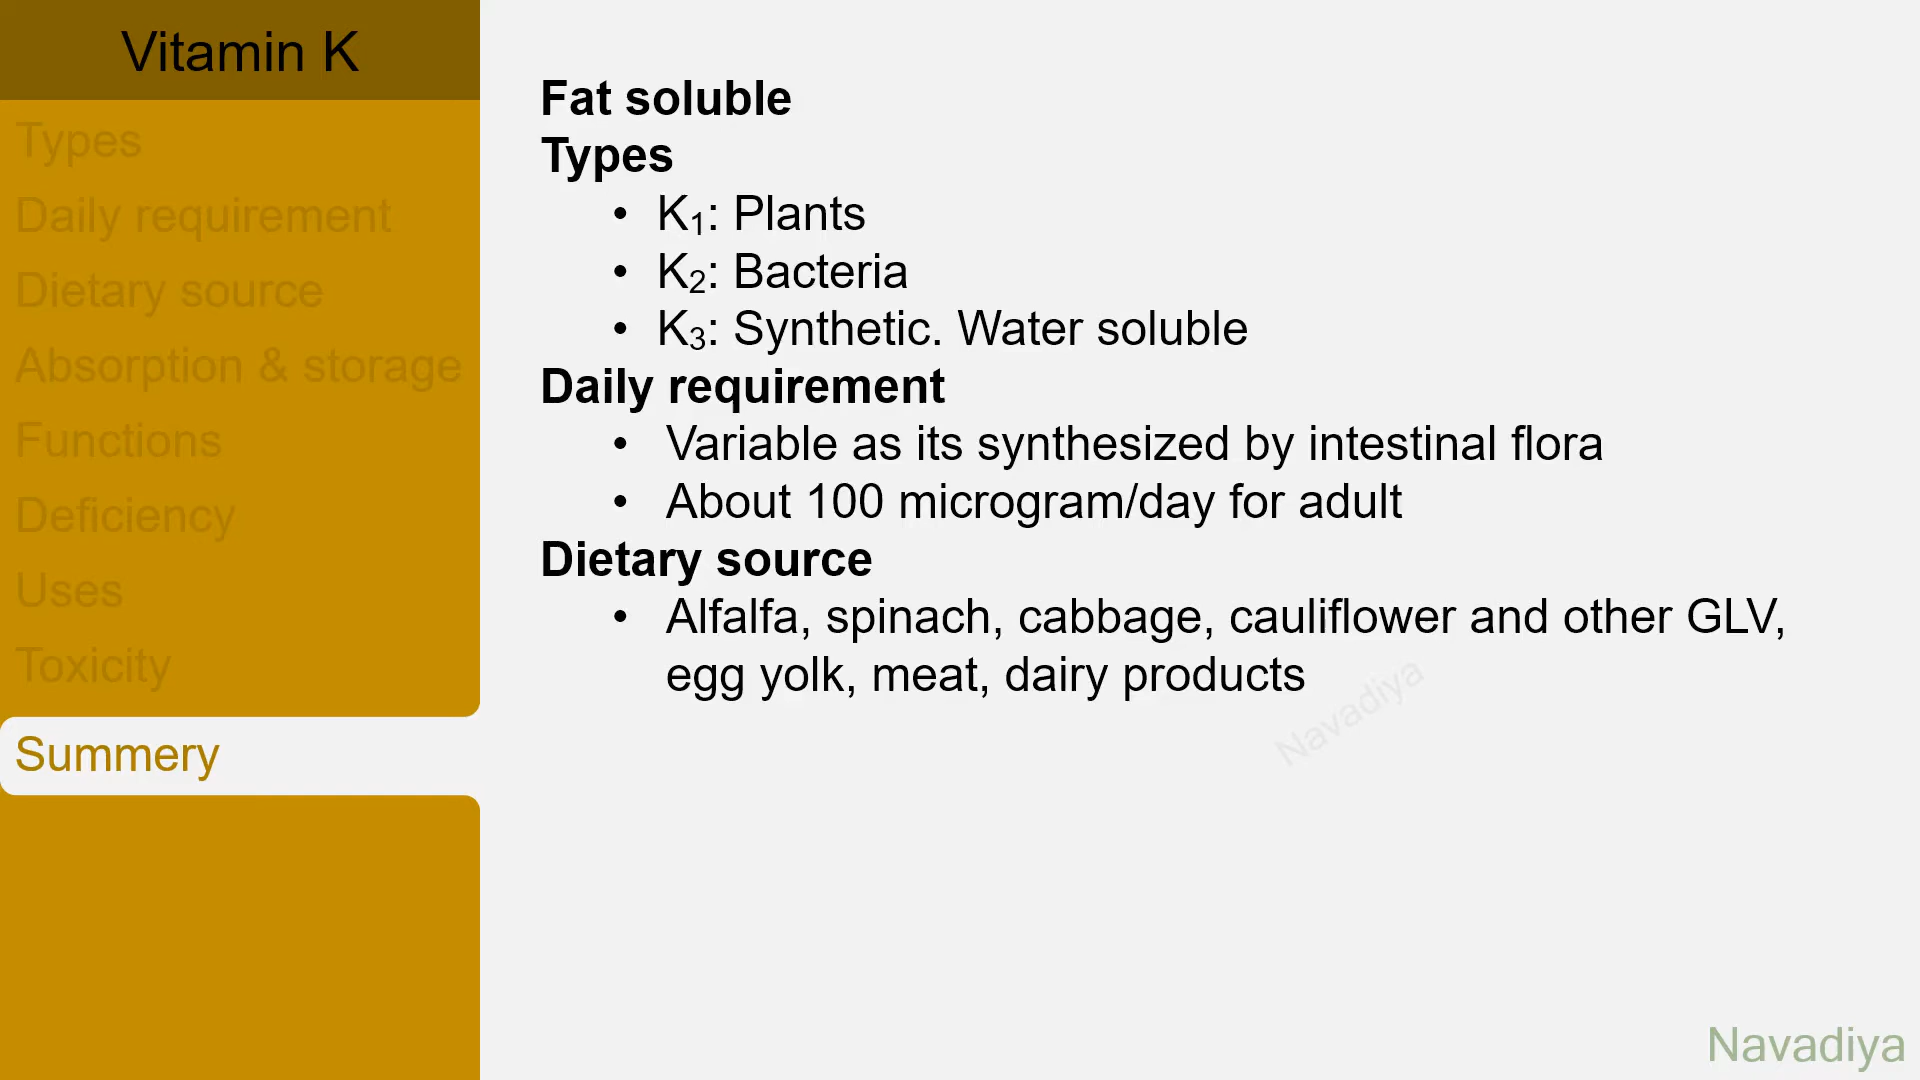 Vitamin K
Types
Daily requirement
Dietary source
Absorption & storage
Functions
Deficiency
Uses
Toxicity
Summery
Fat soluble
Types
• K₁: Plants
• K₂: Bacteria
• K₃: Synthetic. Water soluble
Daily requirement
• Variable as its synthesized by intestinal flora
• About 100 microgram/day for adult
Dietary source
• Alfalfa, spinach, cabbage, cauliflower and other GLV,
egg yolk, meat, dairy products
Navadiya
Navadiya